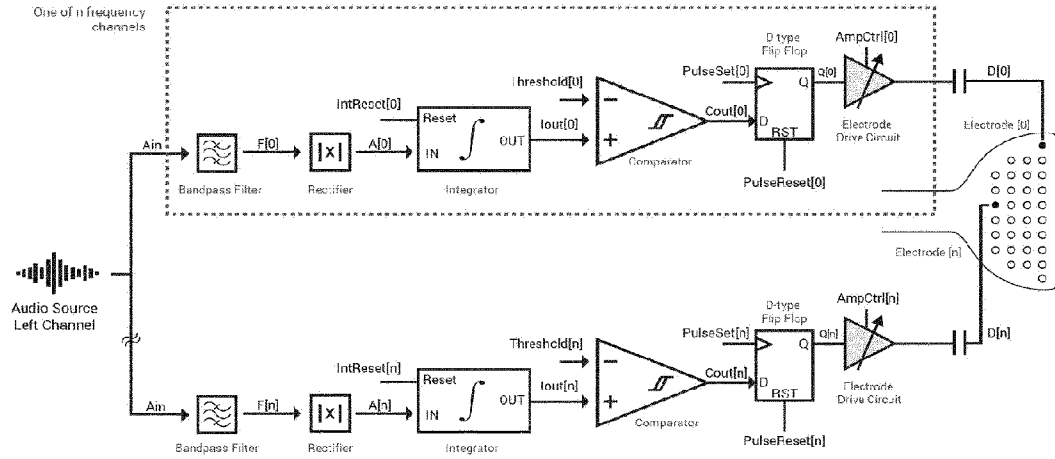 One of n frequency
channels
D-type
Flip Flop
AmpCtrl[0]
PulseSet[0]
Q[0]
Q
D[0]
Threshold[0]
IntReset[0]
Reset
Iout[0]
Cout[0]
D
RST
Electrode
Drive Circuit
Electrode [0]
Ain
F[0]
|x|
A[0]
IN
OUT
Comparator
Bandpass Filter
Rectifier
Integrator
PulseReset[0]
Electrode [n]
Audio Source
Left Channel
D-type
Flip Flop
AmpCtrl[n]
PulseSet[n]
Q[n]
Q
D[n]
Threshold[n]
IntReset[n]
Reset
Iout[n]
Cout[n]
D
RST
Electrode
Drive Circuit
Ain
F[n]
|x|
A[n]
IN
OUT
Comparator
Bandpass Filter
Rectifier
Integrator
PulseReset[n]